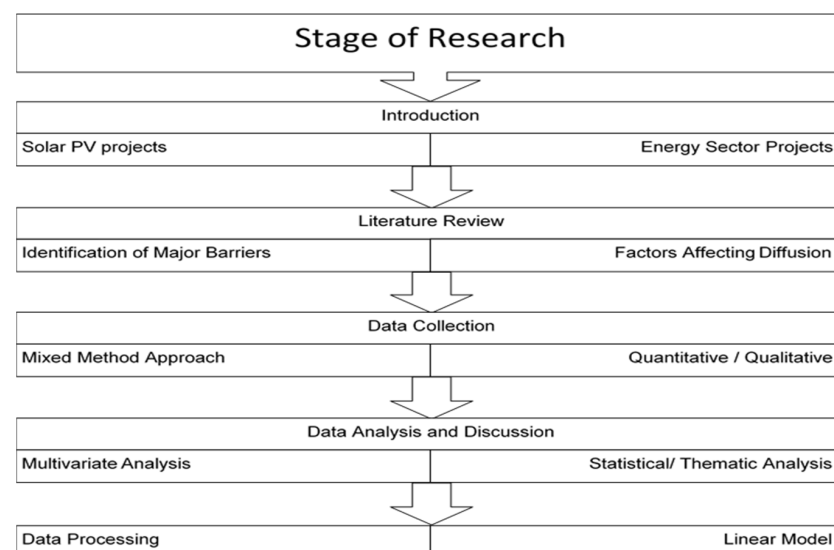 Stage of Research
Introduction
Solar PV projects Energy Sector Projects
Literature Review
Identification of Major Barriers Factors Affecting Diffusion
Data Collection
Mixed Method Approach Quantitative / Qualitative
Data Analysis and Discussion
Multivariate Analysis Statistical/ Thematic Analysis
Data Processing Linear Model